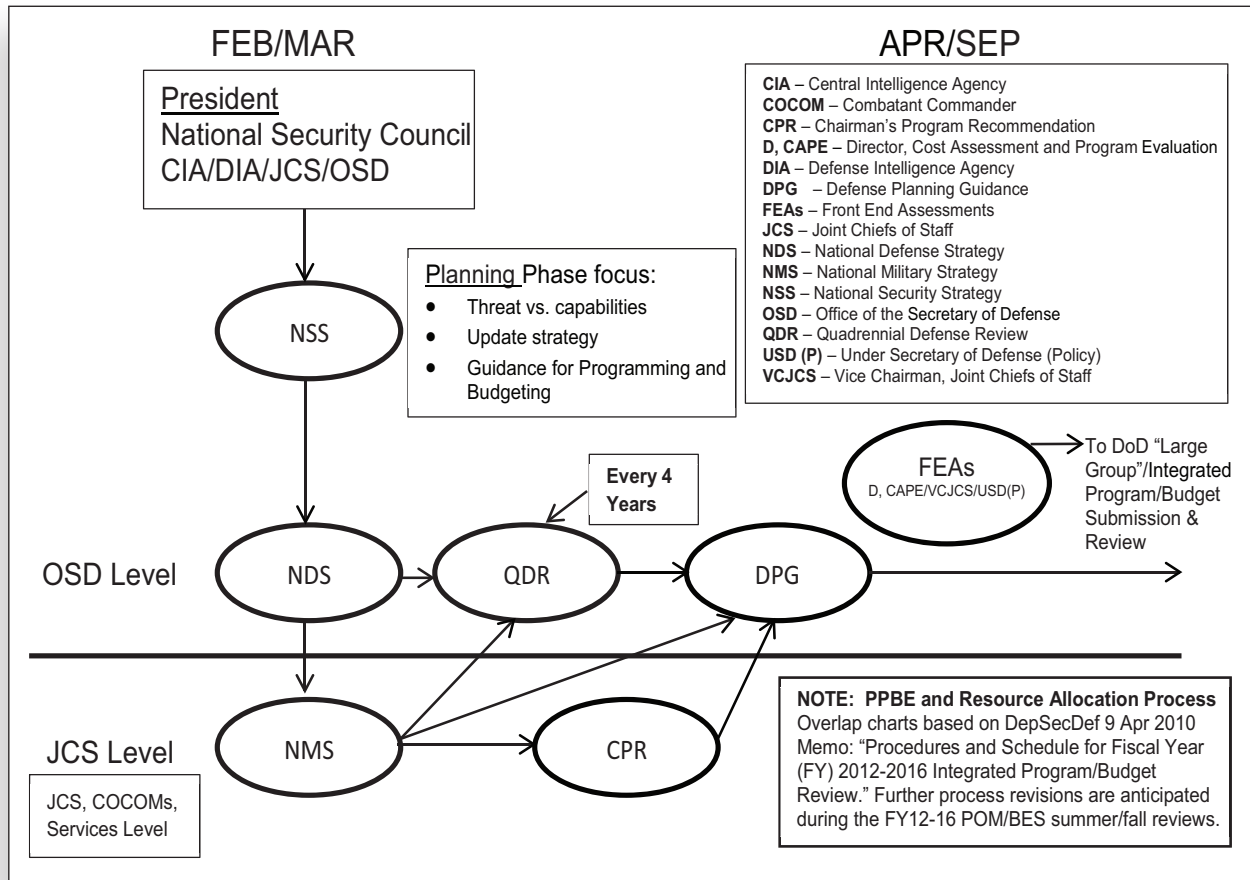 FEB/MAR
APR/SEP
President
National Security Council
CIA/DIA/JCS/OSD
CIA – Central Intelligence Agency
COCOM – Combatant Commander
CPR – Chairman's Program Recommendation
D, CAPE – Director, Cost Assessment and Program Evaluation
DIA – Defense Intelligence Agency
DPG – Defense Planning Guidance
FEAs – Front End Assessments
JCS – Joint Chiefs of Staff
NDS – National Defense Strategy
NMS – National Military Strategy
NSS – National Security Strategy
OSD – Office of the Secretary of Defense
QDR – Quadrennial Defense Review
USD (P) – Under Secretary of Defense (Policy)
VCJCS – Vice Chairman, Joint Chiefs of Staff
NSS
Planning Phase focus:
● Threat vs. capabilities
● Update strategy
● Guidance for Programming and
Budgeting
FEAs
D, CAPE/VCJCS/USD(P)
To DoD "Large
Group"/Integrated
Program/Budget
Submission &
Review
Every 4
Years
OSD Level
NDS
QDR
DPG
JCS Level
JCS, COCOMs,
Services Level
NMS
CPR
NOTE: PPBE and Resource Allocation Process
Overlap charts based on DepSecDef 9 Apr 2010
Memo: "Procedures and Schedule for Fiscal Year
(FY) 2012-2016 Integrated Program/Budget
Review." Further process revisions are anticipated
during the FY12-16 POM/BES summer/fall reviews.